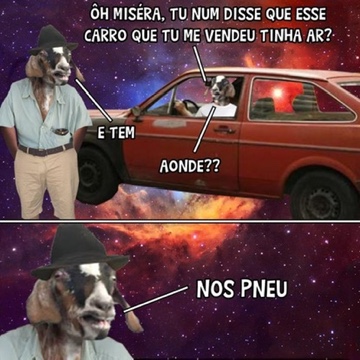 ÔH MISÉRA, TU NUM DISSE QUE ESSE
CARRO QUE TU ME VENDEU TINHA AR?
E TEM
AONDE??
NOS PNEU